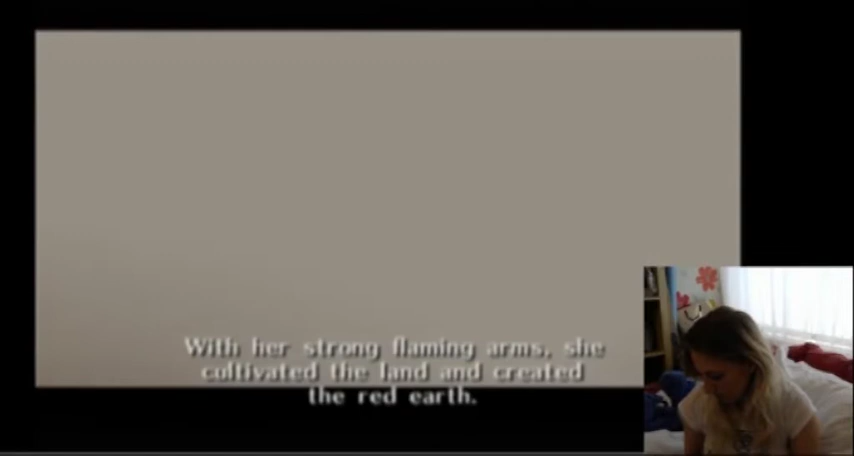 With her strong flaming arms, she
cultivated the land and created
the red earth.